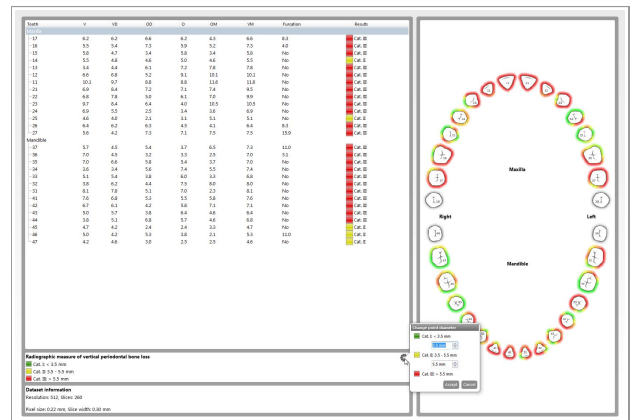 Teeth V VD OD O OM VM Furcation Results
Maxilla
17 6.2 6.2 6.6 6.2 4.3 6.6 8.3 Cat. III
16 5.5 5.4 7.3 5.9 5.2 7.3 4.0 Cat. III
15 5.8 4.7 3.4 5.8 3.4 5.8 No Cat. III
14 5.5 4.8 4.6 5.0 4.6 5.5 No Cat. II
13 3.4 4.4 6.1 7.2 7.8 7.8 No Cat. III
12 6.6 6.8 5.2 9.1 10.1 10.1 No Cat. III
11 10.1 9.7 8.8 8.8 11.6 11.8 No Cat. III
21 6.9 8.4 7.2 7.1 7.4 9.5 No Cat. III
22 6.8 7.8 5.0 6.1 7.0 9.9 No Cat. III
23 9.7 8.4 6.4 4.0 10.5 10.5 No Cat. III
24 6.9 5.5 2.5 3.4 3.6 6.9 No Cat. III
25 4.6 4.0 2.1 3.1 5.1 5.1 No Cat. II
26 6.4 6.2 6.3 4.3 4.1 6.4 8.3 Cat. III
27 5.6 4.2 7.3 7.1 7.5 7.5 15.9 Cat. III
Mandible
37 5.7 4.5 5.4 3.7 6.5 7.3 11.0 Cat. III
36 7.0 4.5 3.2 3.3 2.5 7.0 3.1 Cat. III
35 7.0 6.6 5.8 5.4 3.7 7.0 No Cat. III
34 3.6 3.4 5.6 7.4 5.5 7.4 No Cat. III
33 5.1 5.4 3.8 6.0 3.3 8.8 No Cat. III
32 3.8 6.2 4.4 7.3 8.0 8.0 No Cat. III
31 8.1 7.8 5.1 7.0 2.3 8.1 No Cat. III
41 7.6 6.8 5.3 5.5 5.8 7.6 No Cat. III
42 6.7 6.1 4.2 5.8 7.1 7.1 No Cat. III
43 5.0 5.7 3.8 6.4 4.6 6.4 No Cat. III
44 3.8 5.1 6.8 5.7 4.6 6.8 No Cat. III
45 4.7 4.2 2.4 2.4 3.3 4.7 No Cat. II
46 5.0 4.2 5.3 3.8 2.1 5.3 11.0 Cat. II
47 4.2 4.6 3.0 2.5 2.5 4.6 No Cat. II
Maxilla
Right Left
Mandible
Radiographic measure of vertical periodontal bone loss
Cat. I: < 3.5 mm
Cat. II: 3.5 - 5.5 mm
Cat. III: > 5.5 mm
Dataset information
Resolution: 512, Slices: 260
Pixel size: 0.22 mm, Slice width: 0.30 mm
Change point diameter
Cat. I: < 3.5 mm
3.5 mm
Cat. II: 3.5 - 5.5 mm
5.5 mm
Cat. III: > 5.5 mm
Accept Cancel